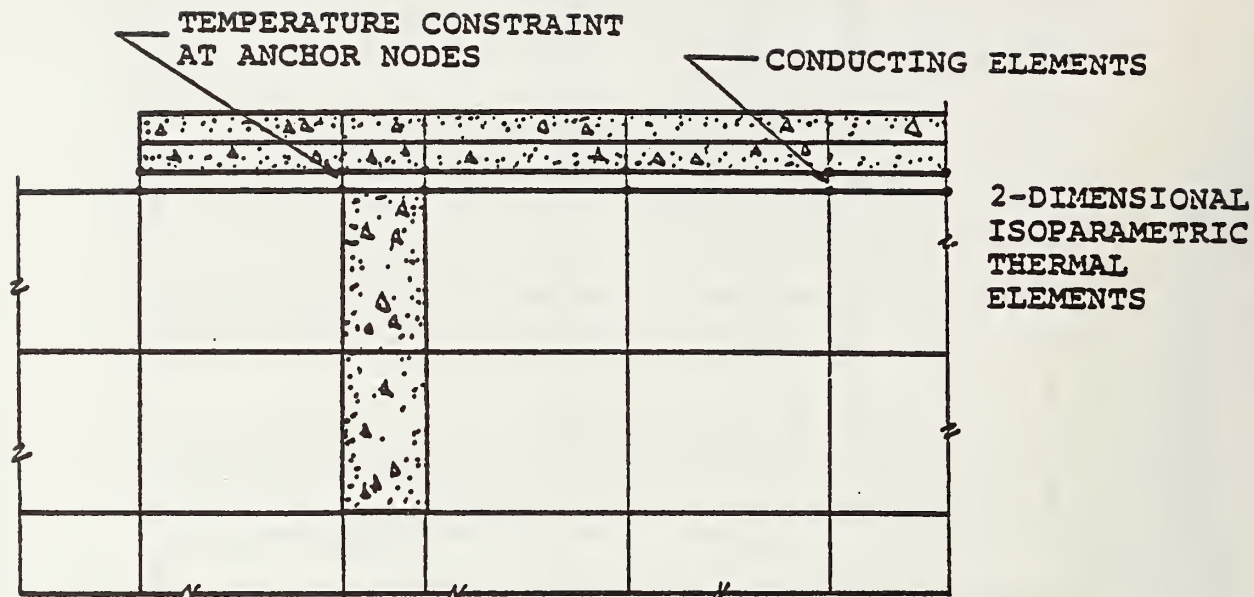 TEMPERATURE CONSTRAINT
AT ANCHOR NODES
CONDUCTING ELEMENTS
2-DIMENSIONAL
ISOPARAMETRIC
THERMAL
ELEMENTS